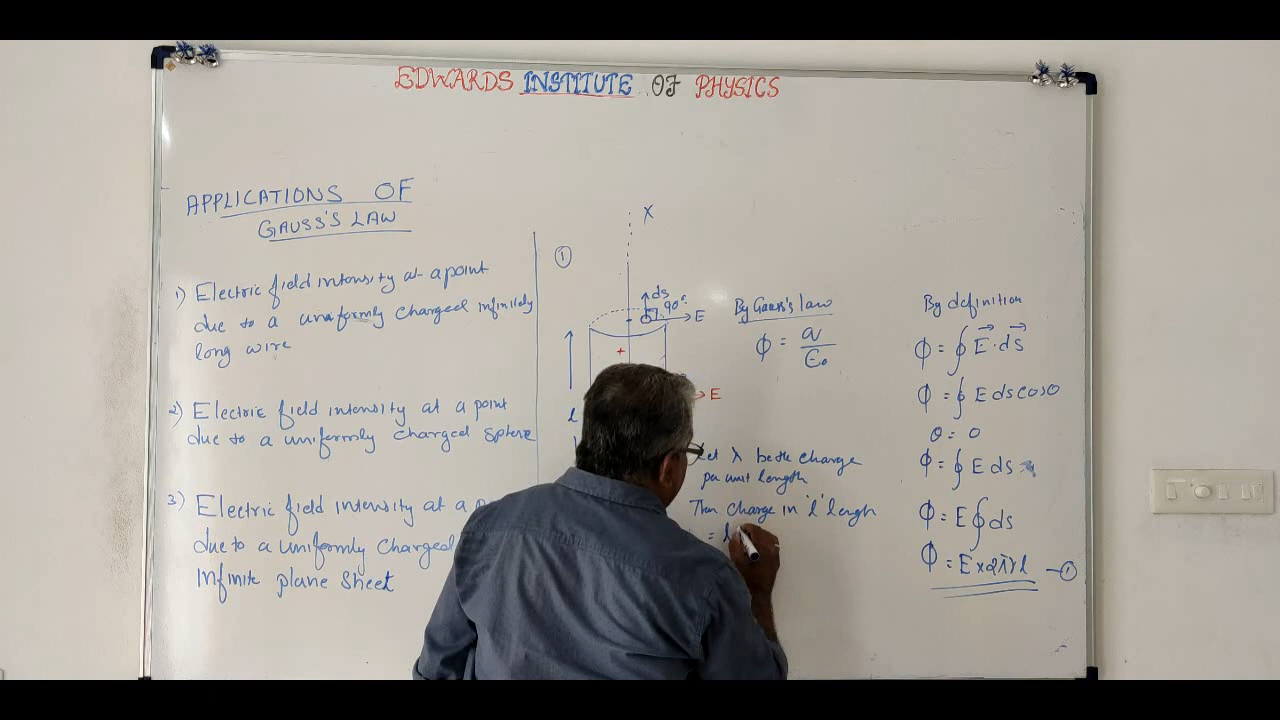 EDWARDS INSTITUTE OF PHYSICS
APPLICATIONS OF
GAUSS'S LAW
1) Electric field intensity at a point
due to a uniformly charged infinitely
long wire
2) Electric field intensity at a point
due to a uniformly charged sphere
3) Electric field intensity at a
due to a uniformly charged
infinite plane sheet
①
X
ds
90°
E
+
E
l
By Gauss's law
ϕ = q/ε₀
Let λ be the charge
per unit length
Then charge in 'l' length
= l
By definition
ϕ = ∮ E⃗ · ds⃗
ϕ = ∮ E ds cos θ
θ = 0
ϕ = ∮ E ds
ϕ = E ∮ ds
ϕ = E × 2πrl — ①